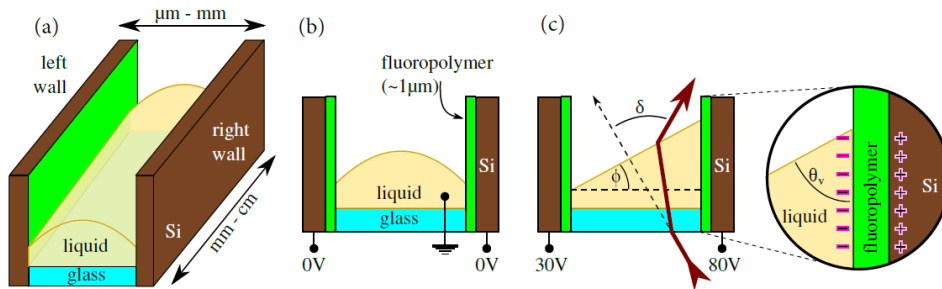 (a)
μm - mm
left
wall
right
wall
Si
liquid
glass
mm - cm
(b)
fluoropolymer
(~1μm)
Si
liquid
glass
0V
0V
(c)
δ
ϕ
30V
80V
θv
liquid
fluoropolymer
Si